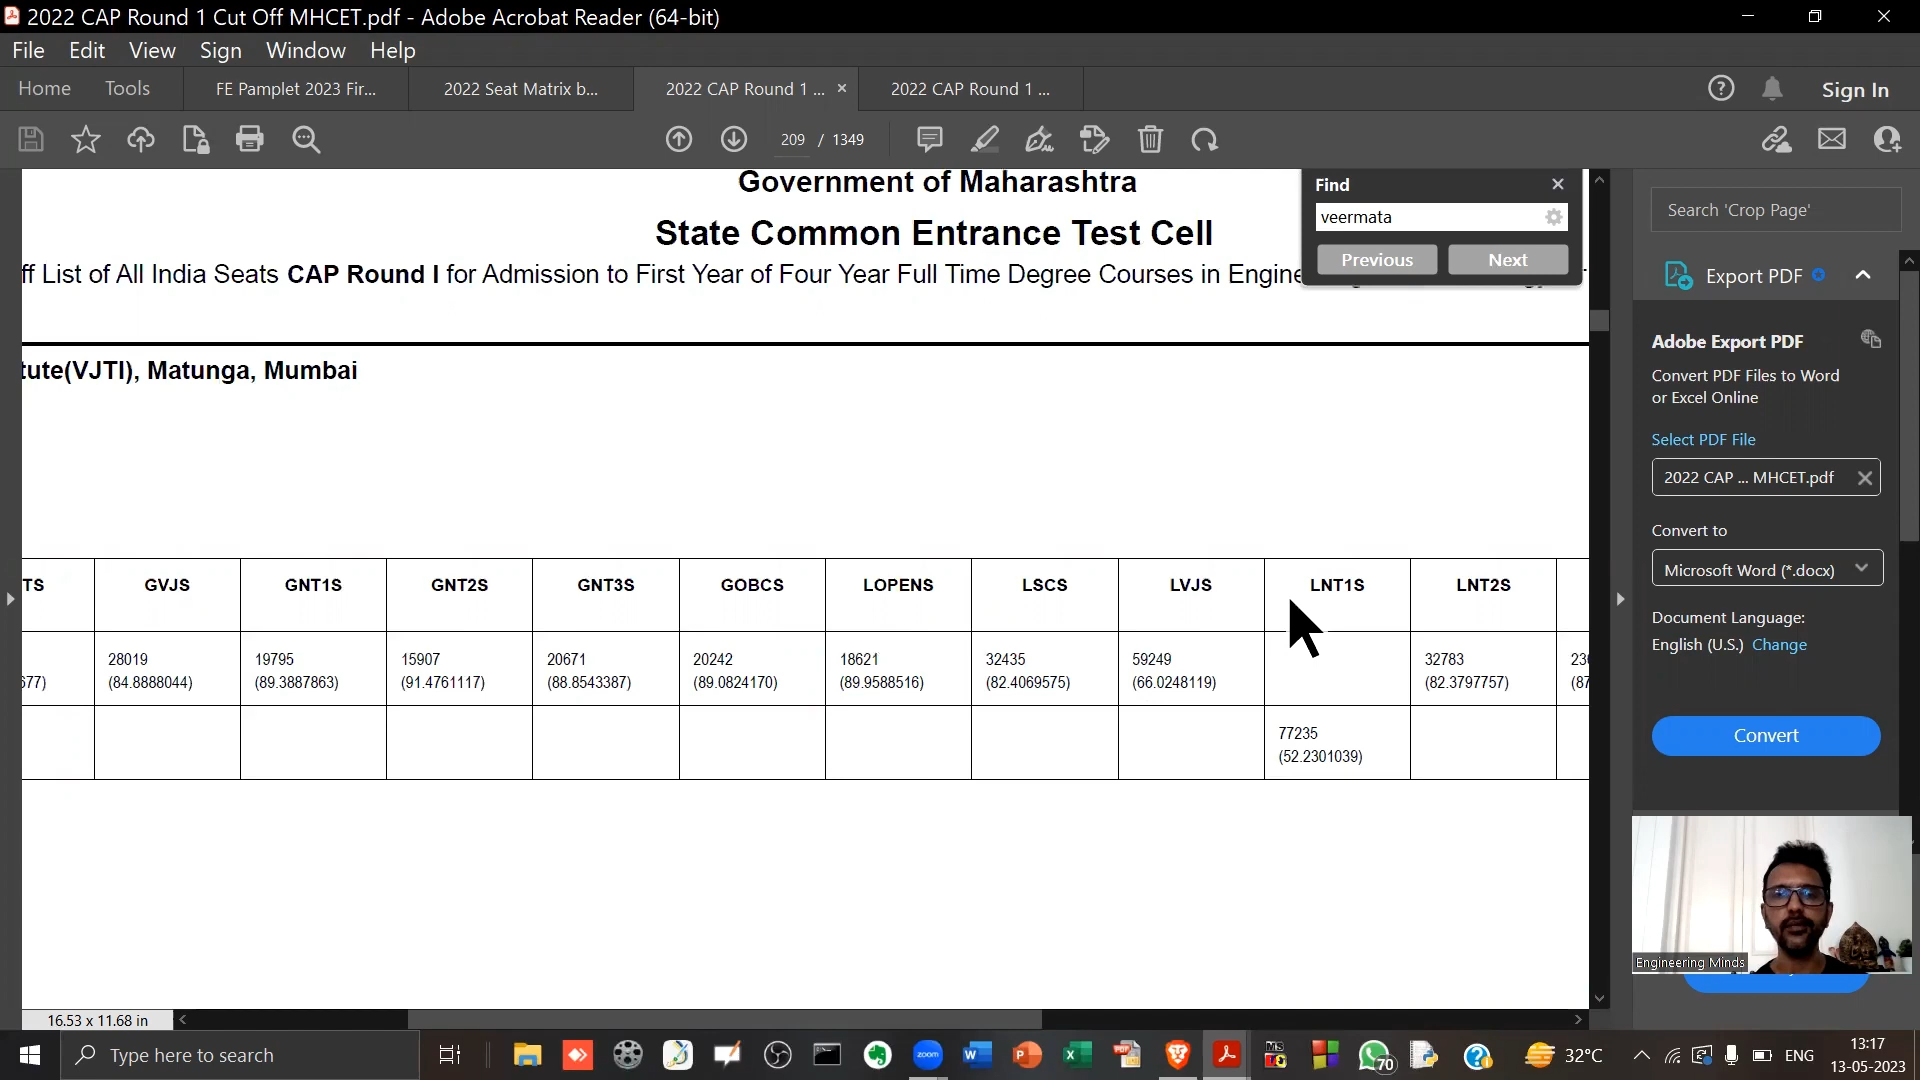 2022 CAP Round 1 Cut Off MHCET.pdf - Adobe Acrobat Reader (64-bit)
File Edit View Sign Window Help
Home Tools FE Pamplet 2023 Fir... 2022 Seat Matrix b... 2022 CAP Round 1 ... × 2022 CAP Round 1 ... Sign In
209 / 1349
Government of Maharashtra
State Common Entrance Test Cell
ff List of All India Seats CAP Round I for Admission to First Year of Four Year Full Time Degree Courses in Engine
tute(VJTI), Matunga, Mumbai
TS GVJS GNT1S GNT2S GNT3S GOBCS LOPENS LSCS LVJS LNT1S LNT2S
28019 19795 15907 20671 20242 18621 32435 59249 32783 230
677) (84.8888044) (89.3887863) (91.4761117) (88.8543387) (89.0824170) (89.9588516) (82.4069575) (66.0248119) (82.3797757) (87
77235
(52.2301039)
16.53 x 11.68 in
Find
veermata
Previous Next
Search 'Crop Page'
Export PDF
Adobe Export PDF
Convert PDF Files to Word
or Excel Online
Select PDF File
2022 CAP ... MHCET.pdf
Convert to
Microsoft Word (*.docx)
Document Language:
English (U.S.) Change
Convert
Engineering Minds
Type here to search
zoom
70
32°C
ENG
13:17
13-05-2023